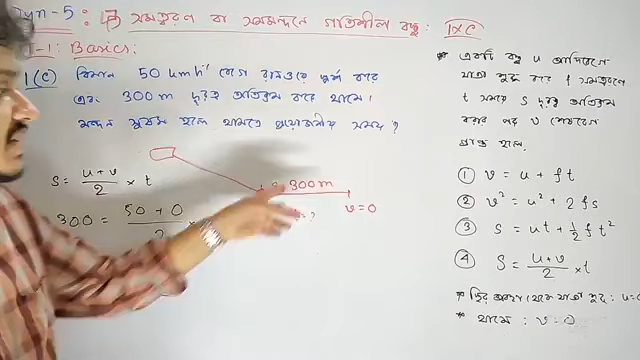 Dyn-5: সমত্বরণ বা সমমন্দনে গতিশীল বস্তু: IXC
T-1: Basics:
1(C) বিমান 50 kmh⁻¹ বেগে রানওয়ে স্পর্শ করে
এবং 300m দূরত্ব অতিক্রম করে থামে।
মন্দন সুষম হলে থামতে প্রয়োজনীয় সময় ?
S = u+v/2 × t
300m
v=0
= ?
300 = 50+0/2 ×
* একটি বস্তু u আদিবেগে
যাত্রা শুরু করে f সমত্বরণে
t সময়ে S দূরত্ব অতিক্রম
করার পর v শেষবেগ
প্রাপ্ত হলে,
① v = u + ft
② v² = u² + 2fs
③ s = ut + ½ft²
④ S = u+v/2 × t
* স্থির অবস্থা থেকে যাত্রা শুরু: u=0
* থামে : v = 0